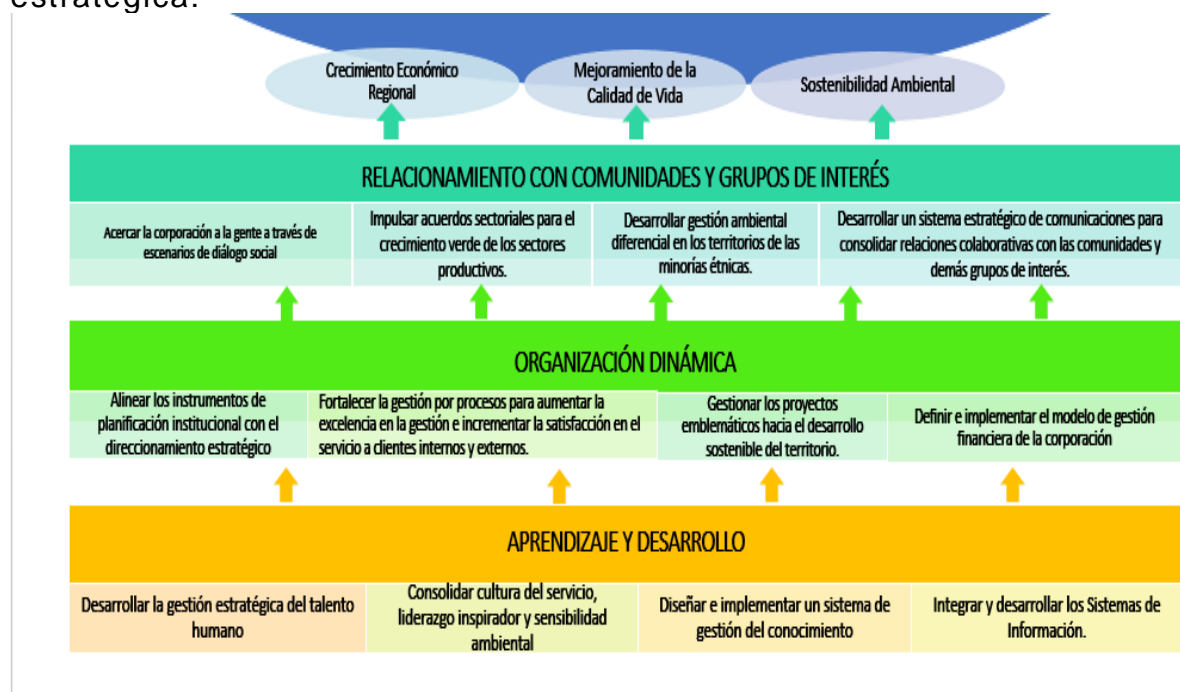 estratégica.
Crecimiento Económico
Regional
Mejoramiento de la
Calidad de Vida
Sostenibilidad Ambiental
RELACIONAMIENTO CON COMUNIDADES Y GRUPOS DE INTERÉS
Acercar la corporación a la gente a través de
escenarios de diálogo social
Impulsar acuerdos sectoriales para el
crecimiento verde de los sectores
productivos.
Desarrollar gestión ambiental
diferencial en los territorios de las
minorías étnicas.
Desarrollar un sistema estratégico de comunicaciones para
consolidar relaciones colaborativas con las comunidades y
demás grupos de interés.
ORGANIZACIÓN DINÁMICA
Alinear los instrumentos de
planificación institucional con el
direccionamiento estratégico
Fortalecer la gestión por procesos para aumentar la
excelencia en la gestión e incrementar la satisfacción en el
servicio a clientes internos y externos.
Gestionar los proyectos
emblemáticos hacia el desarrollo
sostenible del territorio.
Definir e implementar el modelo de gestión
financiera de la corporación
APRENDIZAJE Y DESARROLLO
Desarrollar la gestión estratégica del talento
humano
Consolidar cultura del servicio,
liderazgo inspirador y sensibilidad
ambiental
Diseñar e implementar un sistema de
gestión del conocimiento
Integrar y desarrollar los Sistemas de
Información.